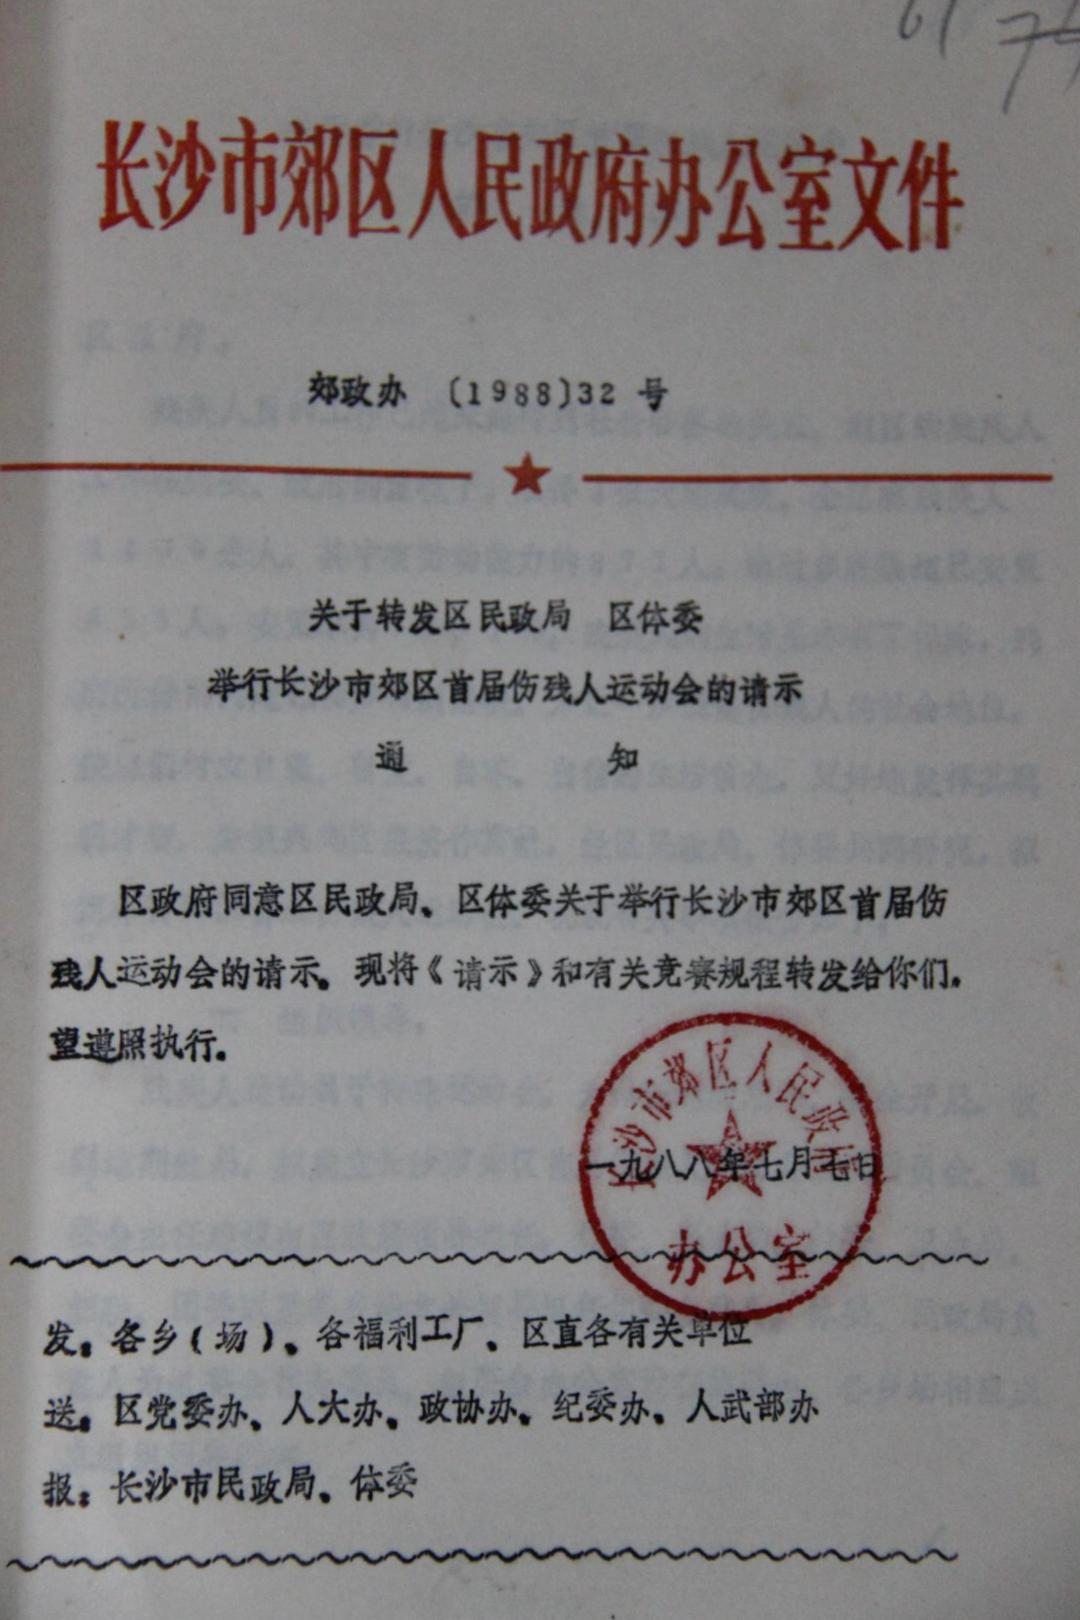 长沙市郊区人民政府办公室文件
郊政办〔1988〕32号
关于转发区民政局 区体委
举行长沙市郊区首届伤残人运动会的请示
通 知
区政府同意区民政局、区体委关于举行长沙市郊区首届伤
残人运动会的请示。现将《请示》和有关竞赛规程转发给你们。
望遵照执行。
长沙市郊区人民政府
一九八八年七月七日
办公室
发：各乡（场）、各福利工厂、区直各有关单位
送：区党委办、人大办、政协办、纪委办、人武部办
报：长沙市民政局、体委